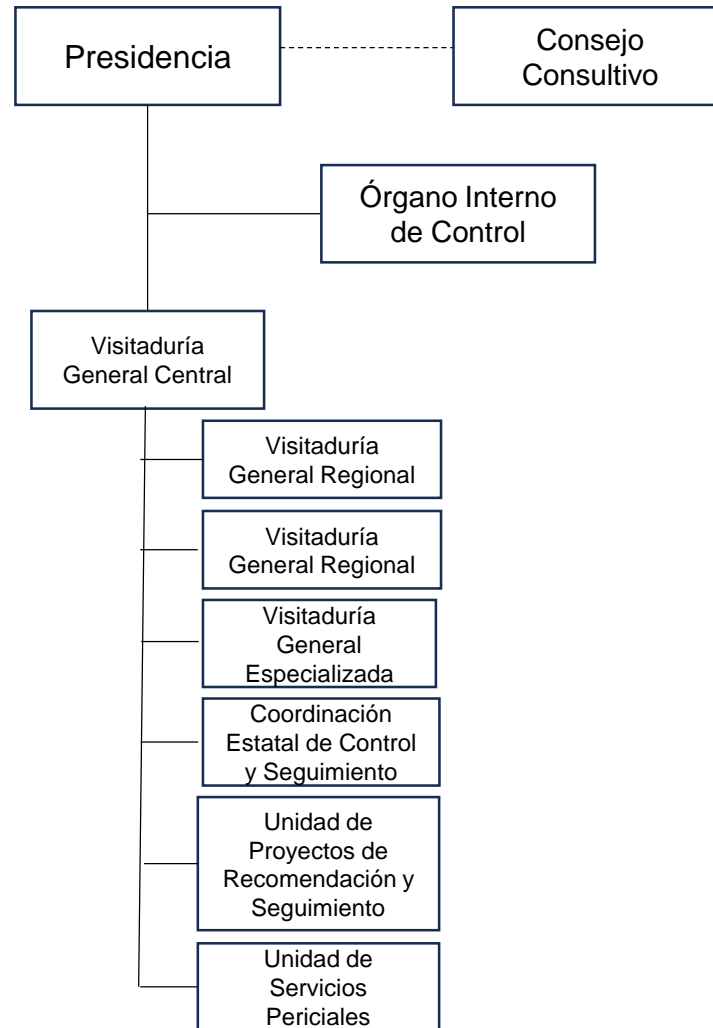 Presidencia
Consejo
Consultivo
Órgano Interno
de Control
Visitaduría
General Central
Visitaduría
General Regional
Visitaduría
General Regional
Visitaduría
General
Especializada
Coordinación
Estatal de Control
y Seguimiento
Unidad de
Proyectos de
Recomendación y
Seguimiento
Unidad de
Servicios
Periciales